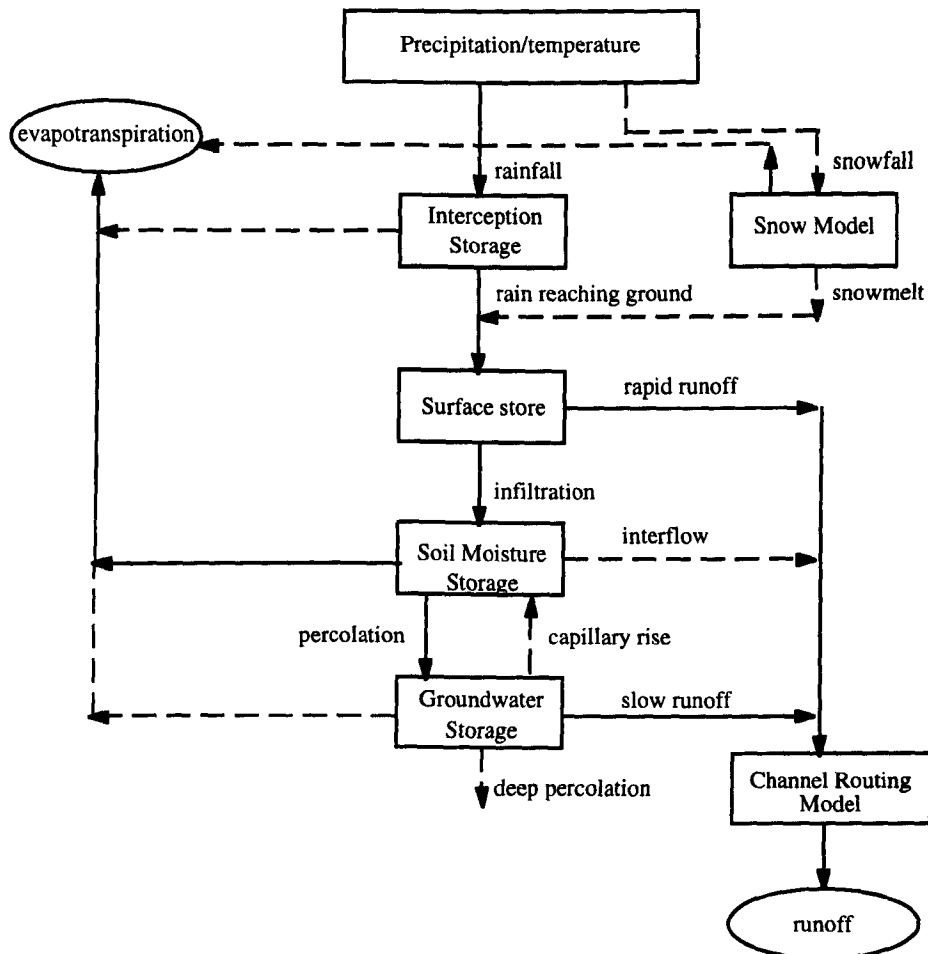 Precipitation/temperature
evapotranspiration
rainfall
snowfall
Interception
Storage
Snow Model
rain reaching ground
snowmelt
Surface store
rapid runoff
infiltration
Soil Moisture
Storage
interflow
percolation
capillary rise
Groundwater
Storage
slow runoff
deep percolation
Channel Routing
Model
runoff